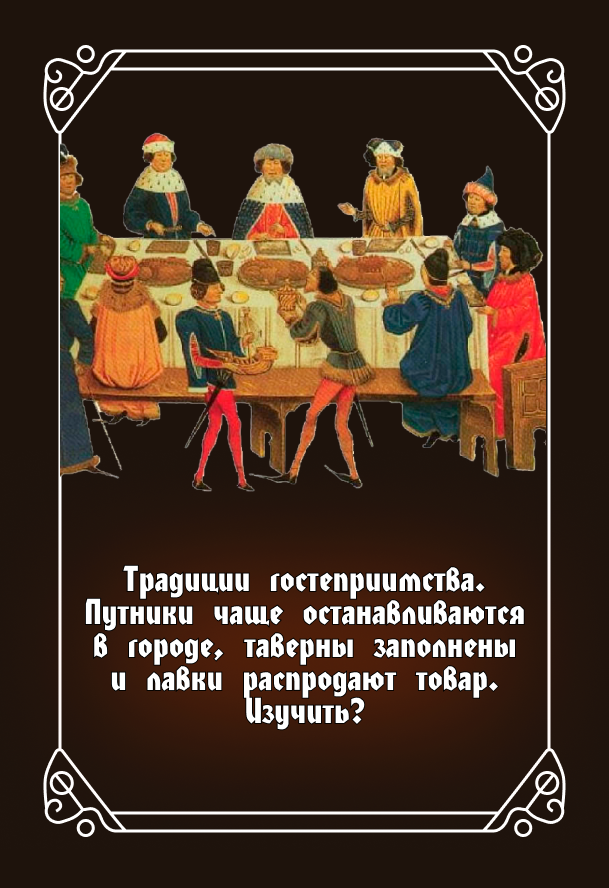 Традиции гостеприимства.
Путники чаще останавливаются
в городе, таверны заполнены
и лавки распродают товар.
Изучить?